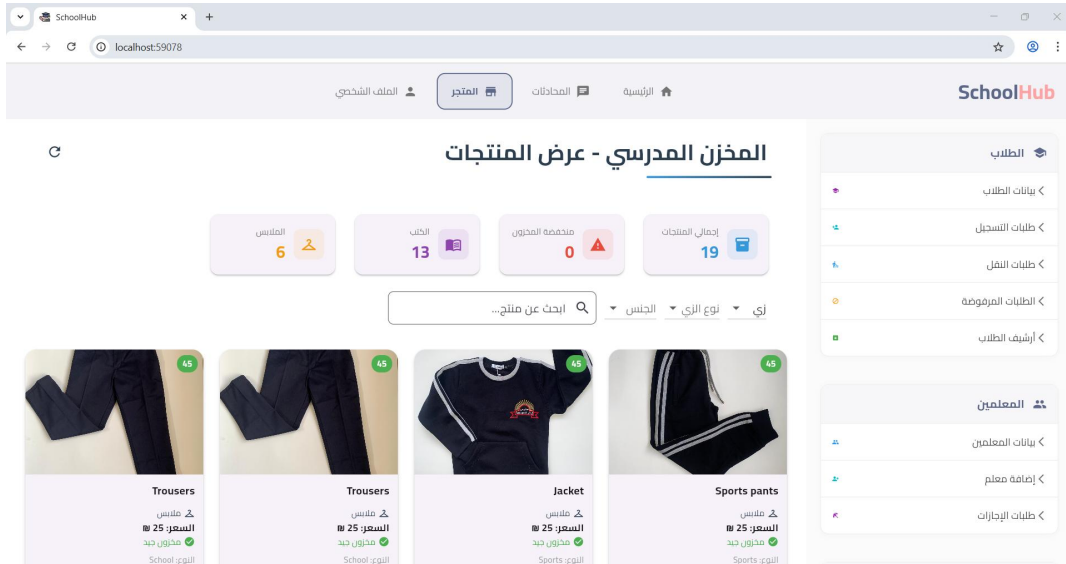 SchoolHub
localhost:59078
SchoolHub
الرئيسية
المحادثات
المتجر
الملف الشخصي
المخزن المدرسي - عرض المنتجات
إجمالي المنتجات
19
منخفضة المخزون
0
الكتب
13
الملابس
6
زي
نوع الزي
الجنس
ابحث عن منتج...
45
Sports pants
ملابس
السعر: 25 ₪
مخزون جيد
النوع: Sports
45
Jacket
ملابس
السعر: 25 ₪
مخزون جيد
النوع: Sports
45
Trousers
ملابس
السعر: 25 ₪
مخزون جيد
النوع: School
45
Trousers
ملابس
السعر: 25 ₪
مخزون جيد
النوع: School
الطلاب
بيانات الطلاب
طلبات التسجيل
طلبات النقل
الطلبات المرفوضة
أرشيف الطلاب
المعلمين
بيانات المعلمين
إضافة معلم
طلبات الإجازات